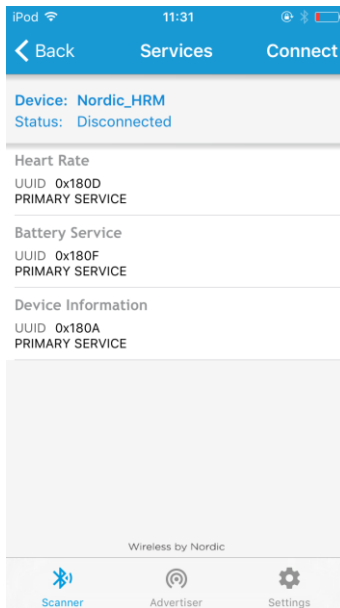 iPod 11:31
Back Services Connect
Device: Nordic_HRM
Status: Disconnected
Heart Rate
UUID 0x180D
PRIMARY SERVICE
Battery Service
UUID 0x180F
PRIMARY SERVICE
Device Information
UUID 0x180A
PRIMARY SERVICE
Wireless by Nordic
Scanner Advertiser Settings